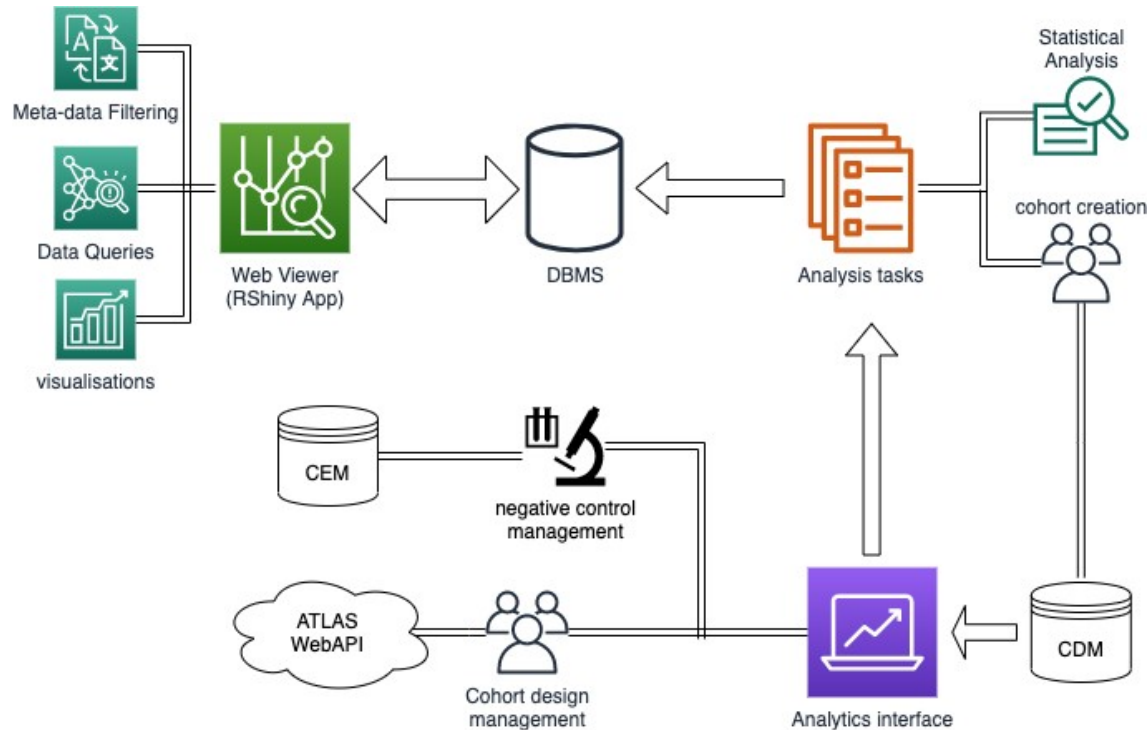 Meta-data Filtering
Data Queries
visualisations
Web Viewer
(RShiny App)
DBMS
Analysis tasks
Statistical
Analysis
cohort creation
CEM
negative control
management
ATLAS
WebAPI
Cohort design
management
Analytics interface
CDM